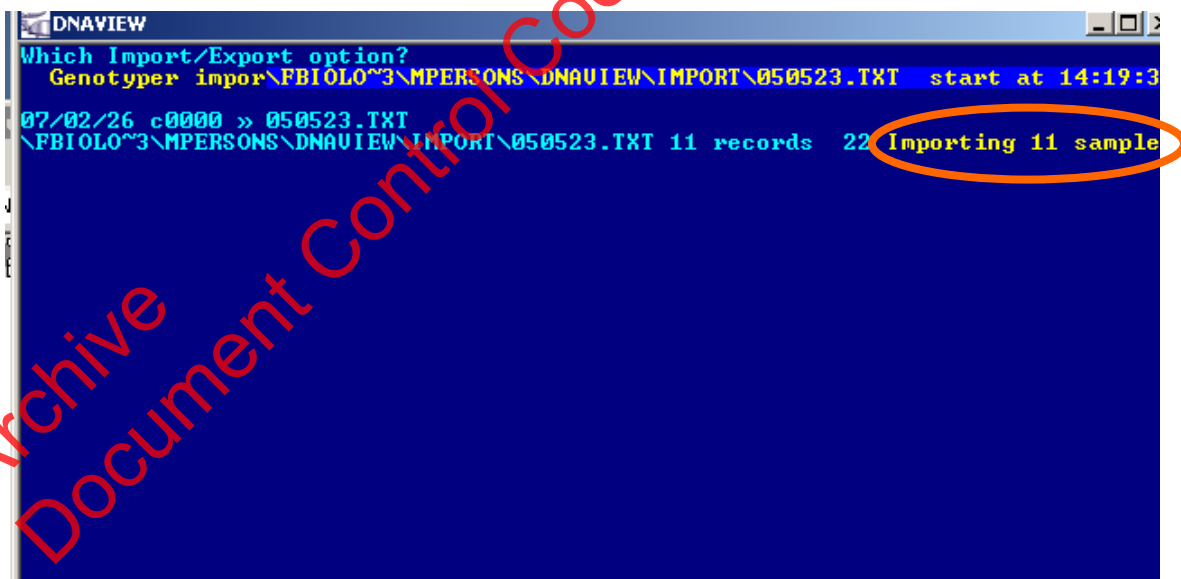 DNAVIEW
Which Import/Export option?
Genotyper impor\FBIOLO~3\MPERSONS\DNAVIEW\IMPORT\050523.TXT start at 14:19:3
07/02/26 c0000 » 050523.TXT
\FBIOLO~3\MPERSONS\DNAVIEW\IMPORT\050523.TXT 11 records 22 Importing 11 sample
Archive
Document Control Coo